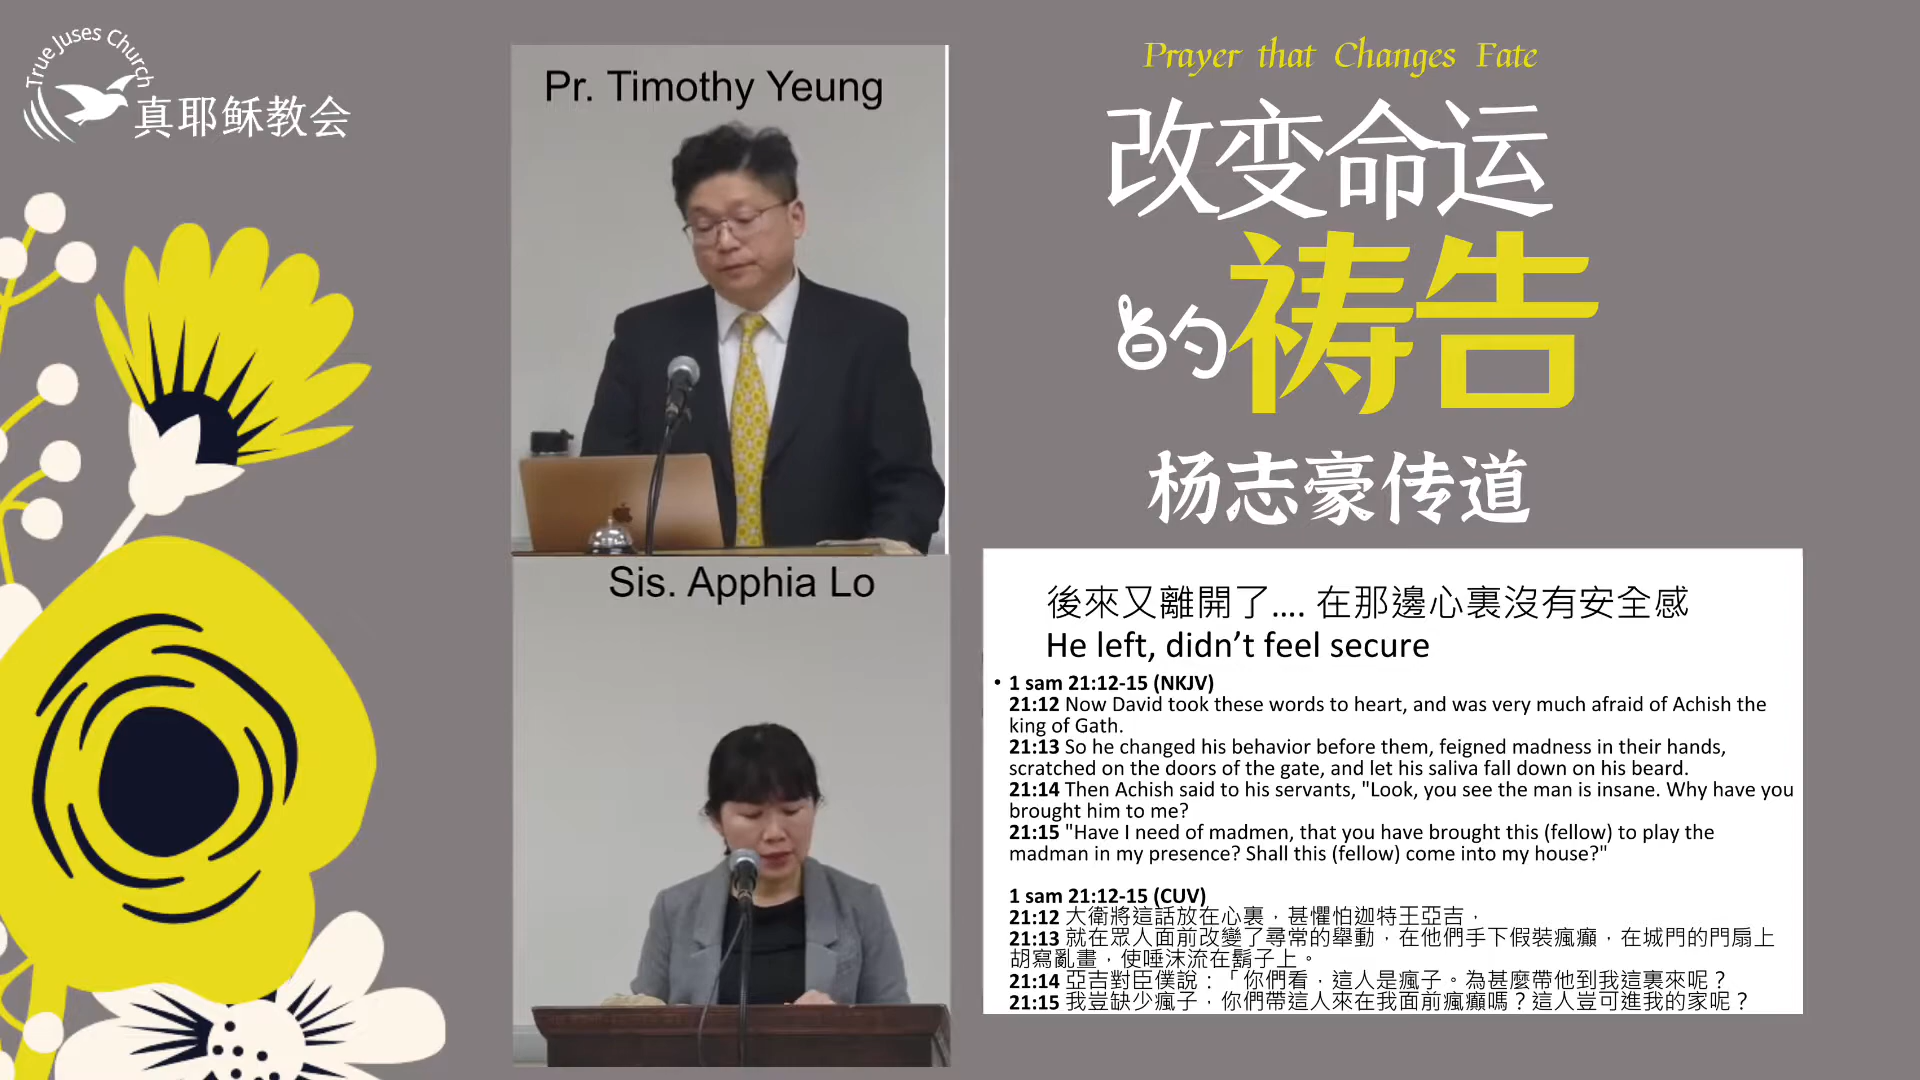 True Juses Church
真耶稣教会
Pr. Timothy Yeung
Sis. Apphia Lo
Prayer that Changes Fate
改变命运
的祷告
杨志豪传道
後來又離開了.... 在那邊心裏沒有安全感
He left, didn't feel secure
• 1 sam 21:12-15 (NKJV)
21:12 Now David took these words to heart, and was very much afraid of Achish the
king of Gath.
21:13 So he changed his behavior before them, feigned madness in their hands,
scratched on the doors of the gate, and let his saliva fall down on his beard.
21:14 Then Achish said to his servants, "Look, you see the man is insane. Why have you
brought him to me?
21:15 "Have I need of madmen, that you have brought this (fellow) to play the
madman in my presence? Shall this (fellow) come into my house?"
1 sam 21:12-15 (CUV)
21:12 大衛將這話放在心裏，甚懼怕迦特王亞吉，
21:13 就在眾人面前改變了尋常的舉動，在他們手下假裝瘋癲，在城門的門扇上
胡寫亂畫，使唾沫流在鬍子上。
21:14 亞吉對臣僕說：「你們看，這人是瘋子。為甚麼帶他到我這裏來呢？
21:15 我豈缺少瘋子，你們帶這人來在我面前瘋癲嗎？這人豈可進我的家呢？